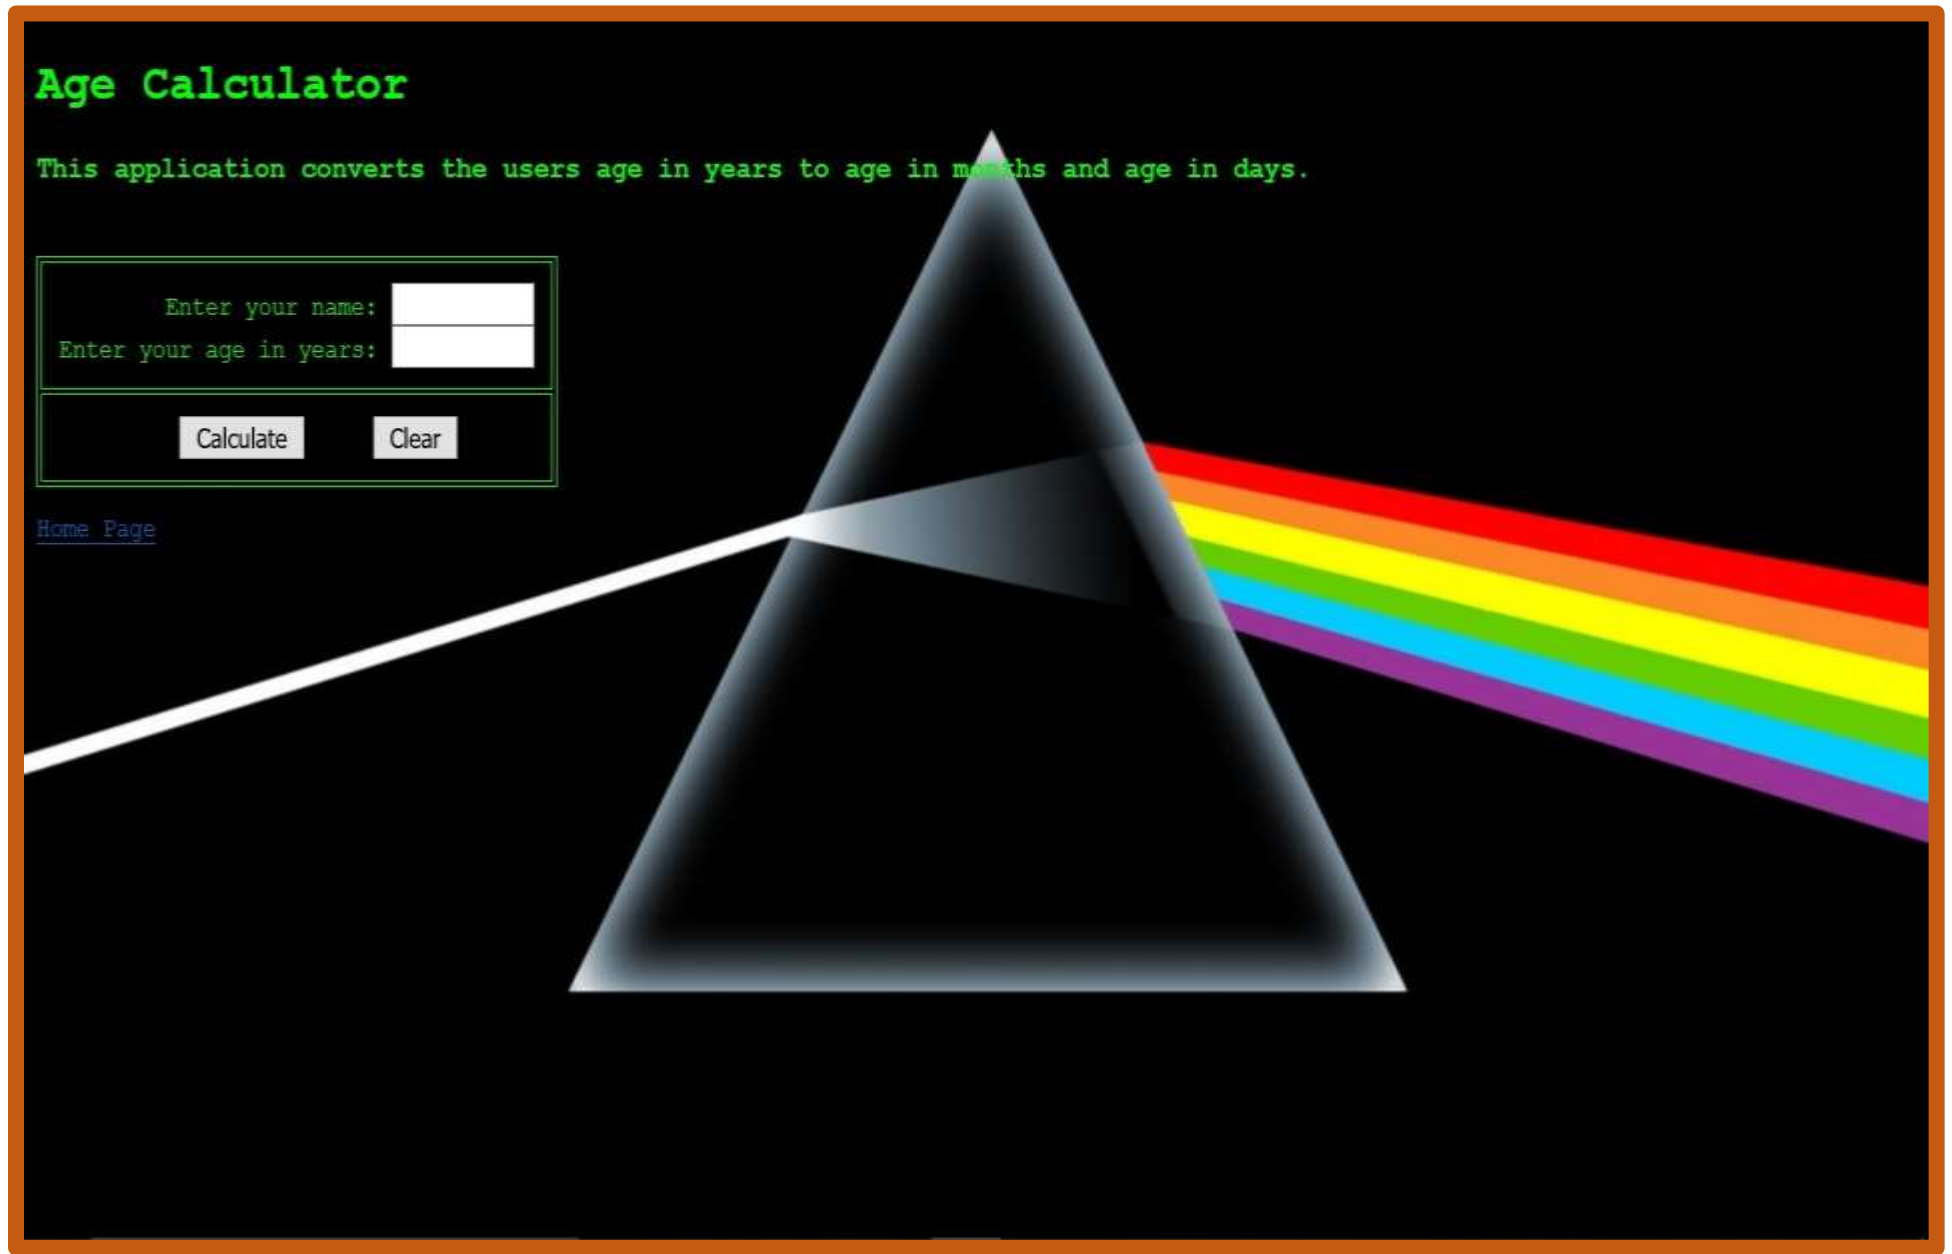 Age Calculator
This application converts the users age in years to age in months and age in days.
Enter your name:
Enter your age in years:
Calculate Clear
Home Page